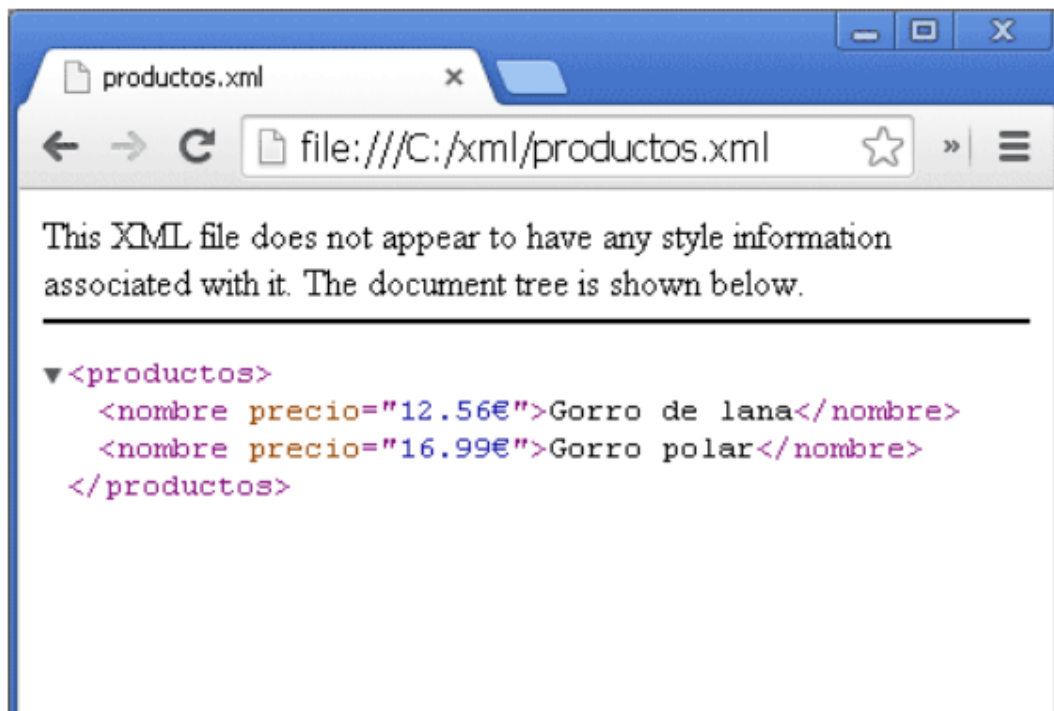 productos.xml
file:///C:/xml/productos.xml
This XML file does not appear to have any style information
associated with it. The document tree is shown below.
<productos>
<nombre precio="12.56€">Gorro de lana</nombre>
<nombre precio="16.99€">Gorro polar</nombre>
</productos>